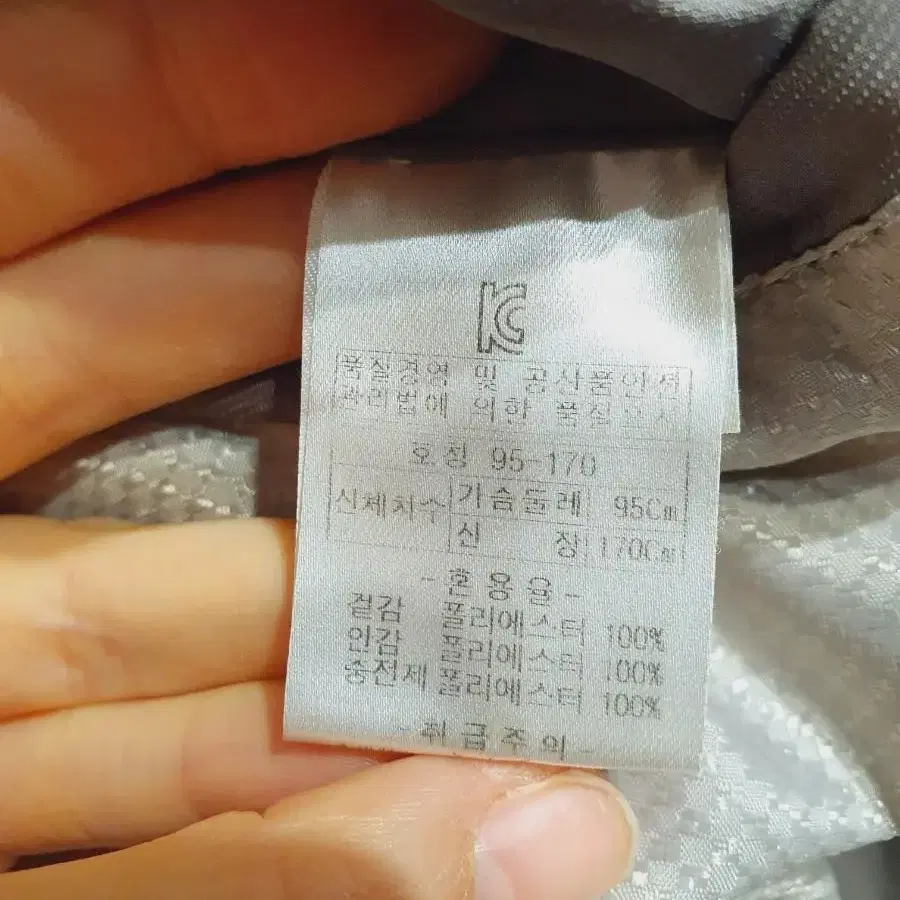 KC
품질경영 및 공산품안전
관리법에 의한 품질표시
호칭 95-170
신체치수 가슴둘레 95Cm
신 장 170Cm
- 혼용율 -
겉감 폴리에스터 100%
안감 폴리에스터 100%
충전제 폴리에스터 100%
- 취급주의 -